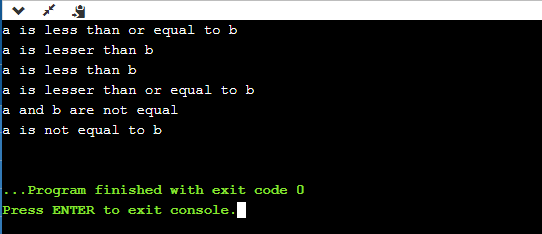 a is less than or equal to b
a is lesser than b
a is less than b
a is lesser than or equal to b
a and b are not equal
a is not equal to b
...Program finished with exit code 0
Press ENTER to exit console.